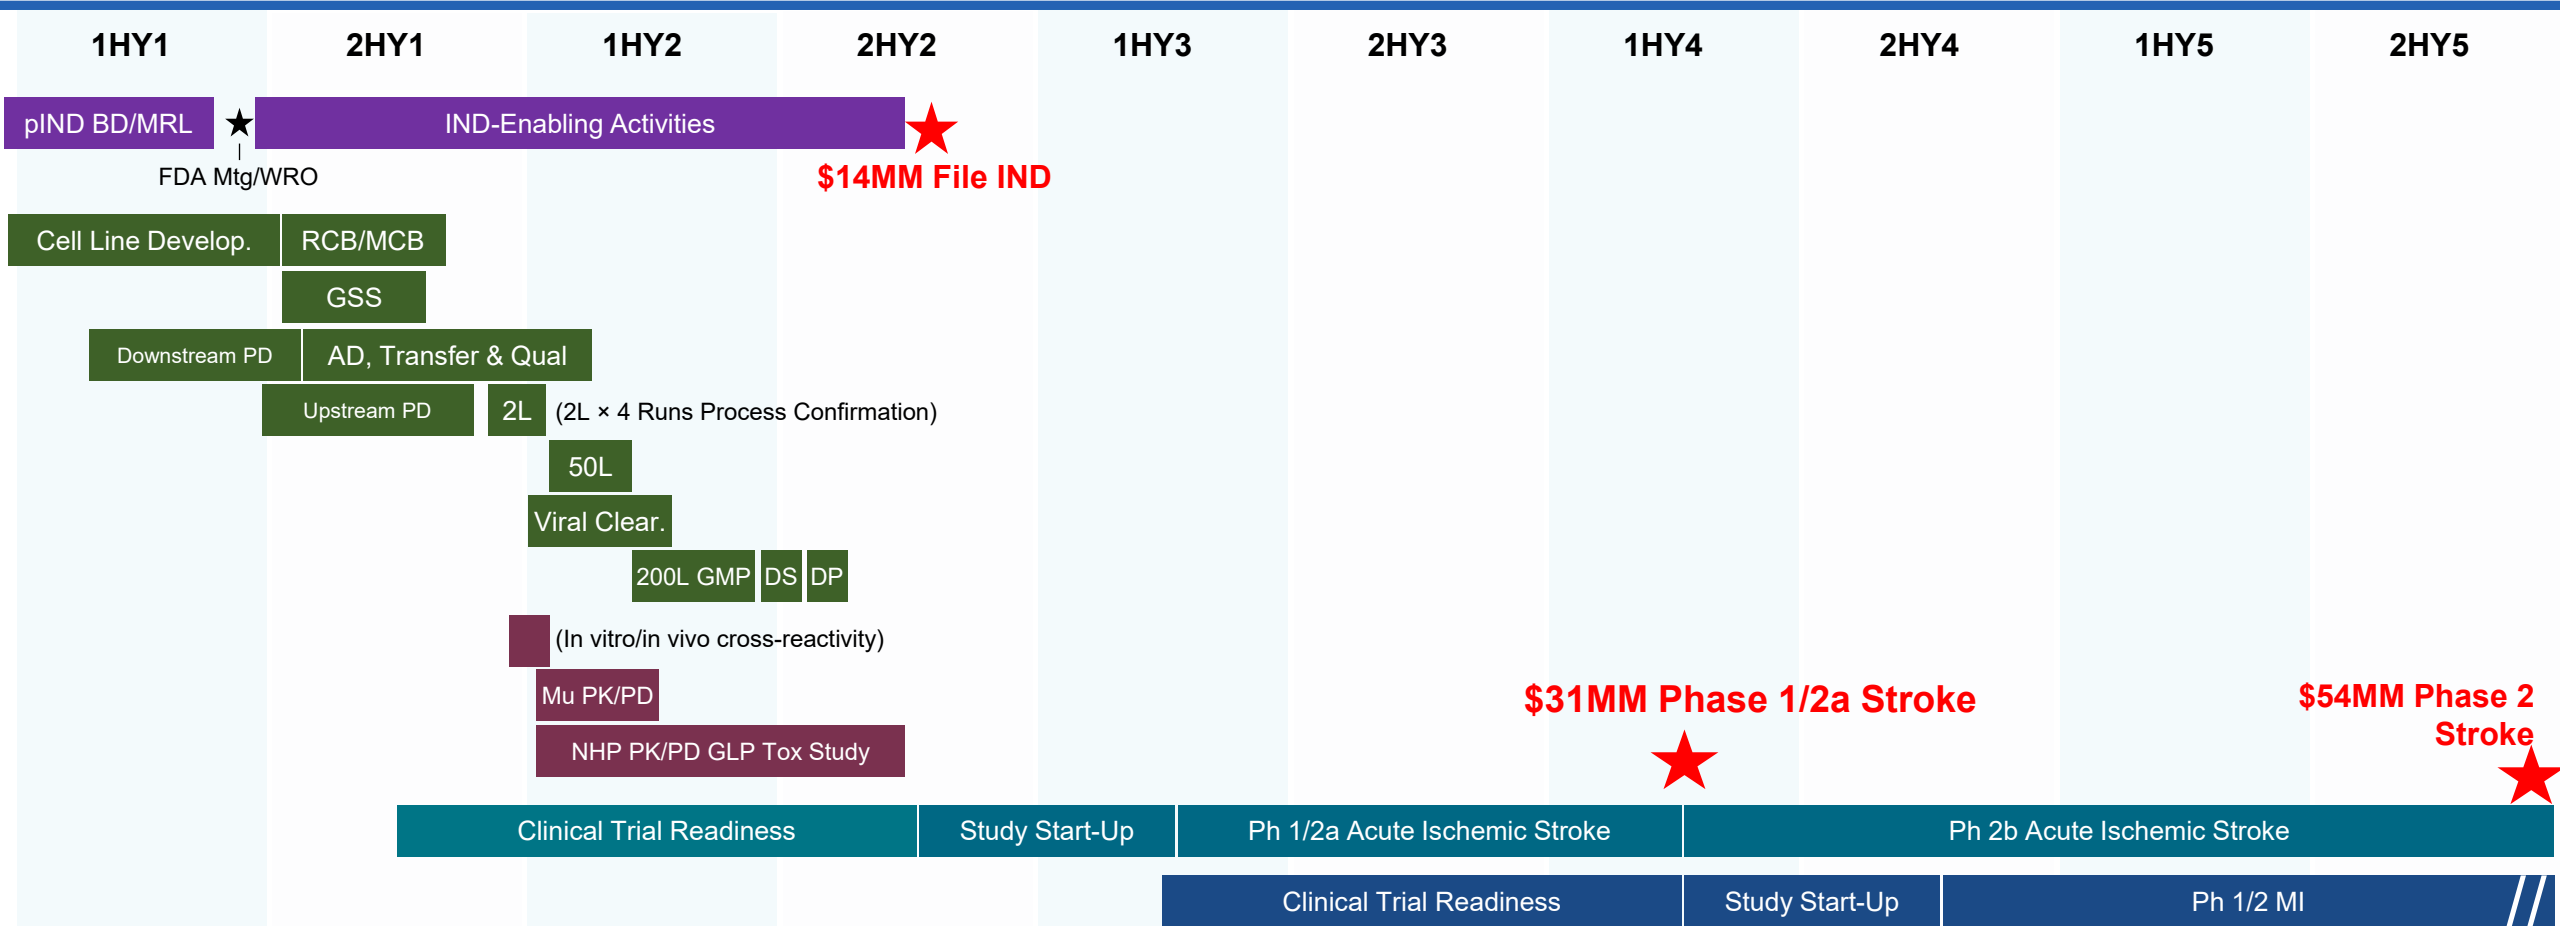 1HY1 2HY1 1HY2 2HY2 1HY3 2HY3 1HY4 2HY4 1HY5 2HY5
pIND BD/MRL IND-Enabling Activities
FDA Mtg/WRO $14MM File IND
Cell Line Develop. RCB/MCB
GSS
Downstream PD AD, Transfer & Qual
Upstream PD 2L (2L × 4 Runs Process Confirmation)
50L
Viral Clear.
200L GMP DS DP
(In vitro/in vivo cross-reactivity)
Mu PK/PD $31MM Phase 1/2a Stroke $54MM Phase 2
Stroke
NHP PK/PD GLP Tox Study
Clinical Trial Readiness Study Start-Up Ph 1/2a Acute Ischemic Stroke Ph 2b Acute Ischemic Stroke
Clinical Trial Readiness Study Start-Up Ph 1/2 MI